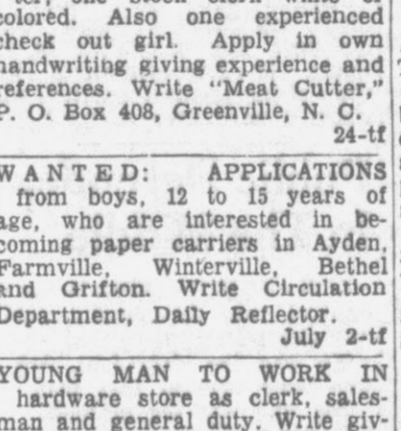 colored. Also one experienced
check out girl. Apply in own
handwriting giving experience and
references. Write "Meat Cutter,"
P. O. Box 408, Greenville, N. C.
24-tf
WANTED: APPLICATIONS
from boys, 12 to 15 years of
age, who are interested in be-
coming paper carriers in Ayden,
Farmville, Winterville, Bethel
and Grifton. Write Circulation
Department, Daily Reflector.
July 2-tf
YOUNG MAN TO WORK IN
hardware store as clerk, sales-
man and general duty. Write giv-